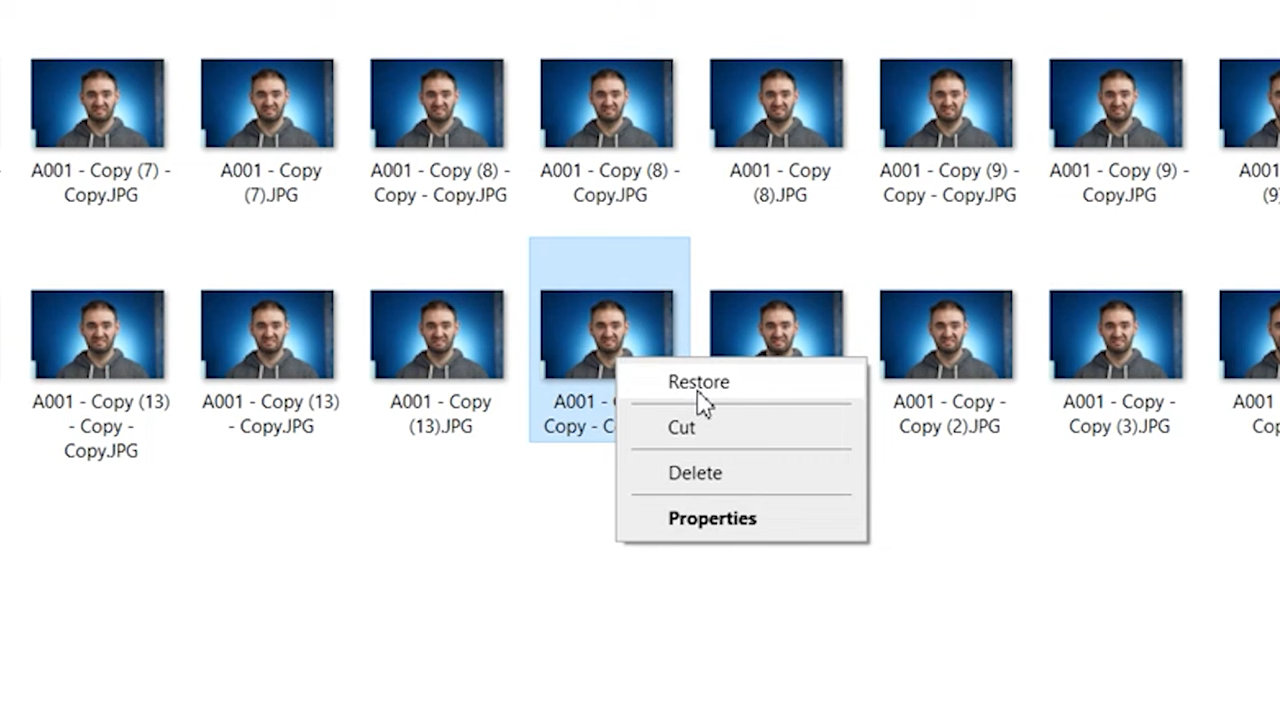 A001 - Copy (7) -
Copy.JPG
A001 - Copy
(7).JPG
A001 - Copy (8) -
Copy - Copy.JPG
A001 - Copy (8) -
Copy.JPG
A001 - Copy
(8).JPG
A001 - Copy (9) -
Copy - Copy.JPG
A001 - Copy (9) -
Copy.JPG
A001 - Copy (13)
- Copy -
Copy.JPG
A001 - Copy (13)
- Copy.JPG
A001 - Copy
(13).JPG
A001 -
Copy -
A001 - Copy -
Copy (2).JPG
A001 - Copy -
Copy (3).JPG
A001
Restore
Cut
Delete
Properties